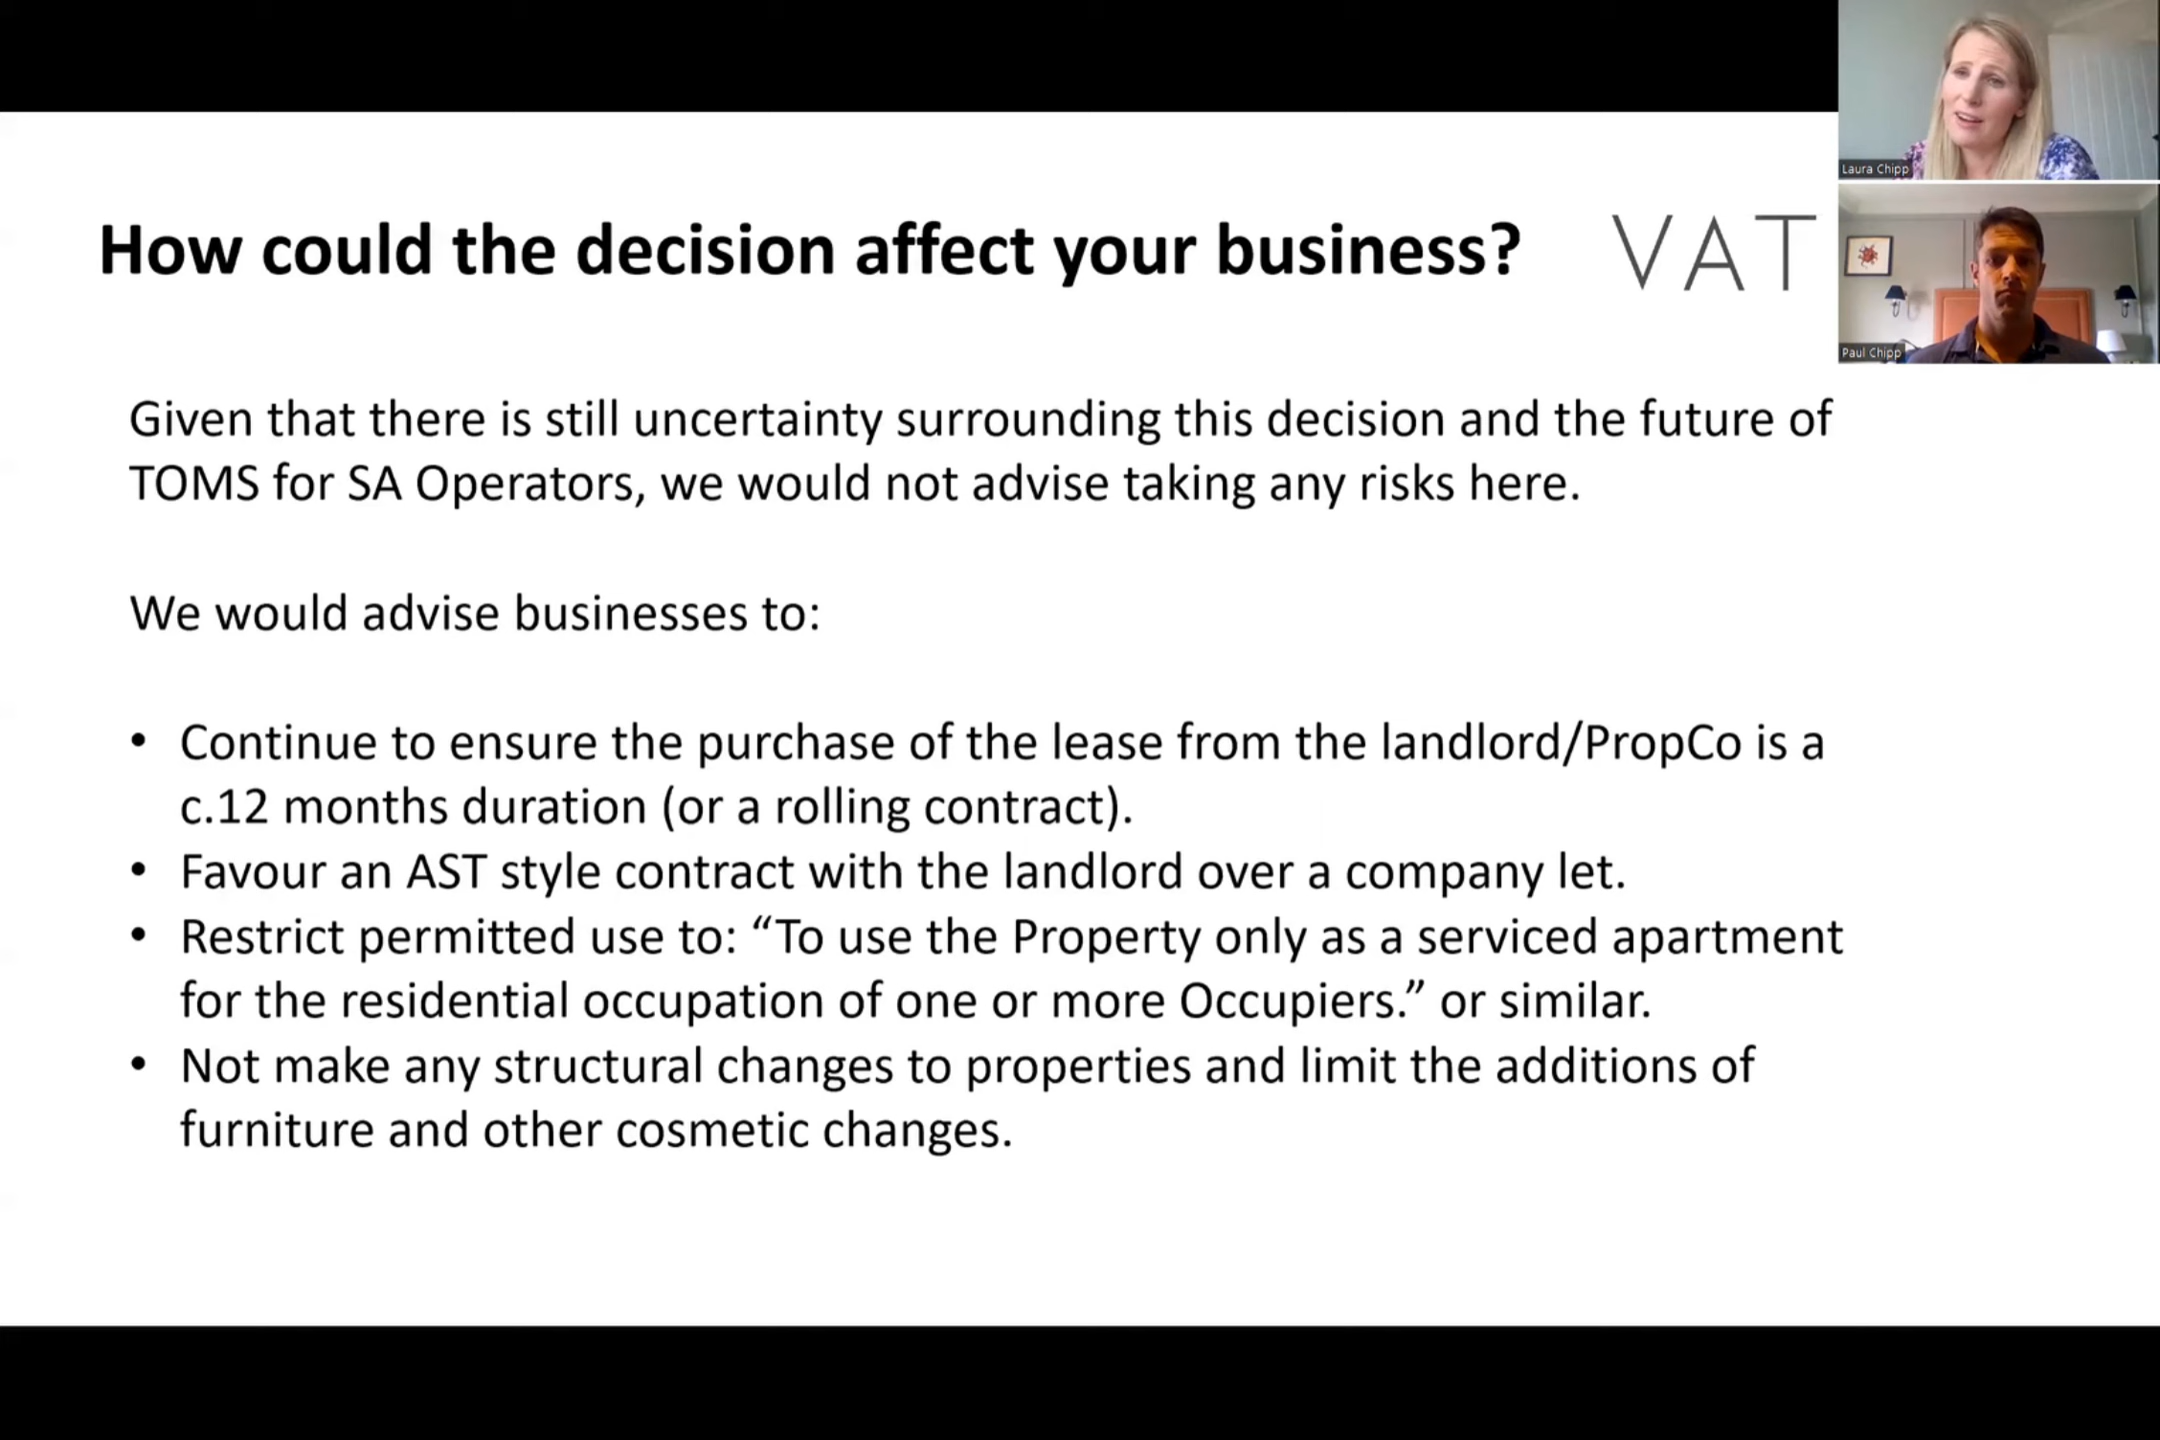 Laura Chipp
How could the decision affect your business?
VAT
Paul Chipp
Given that there is still uncertainty surrounding this decision and the future of
TOMS for SA Operators, we would not advise taking any risks here.
We would advise businesses to:
• Continue to ensure the purchase of the lease from the landlord/PropCo is a
c.12 months duration (or a rolling contract).
• Favour an AST style contract with the landlord over a company let.
• Restrict permitted use to: “To use the Property only as a serviced apartment
for the residential occupation of one or more Occupiers.” or similar.
• Not make any structural changes to properties and limit the additions of
furniture and other cosmetic changes.